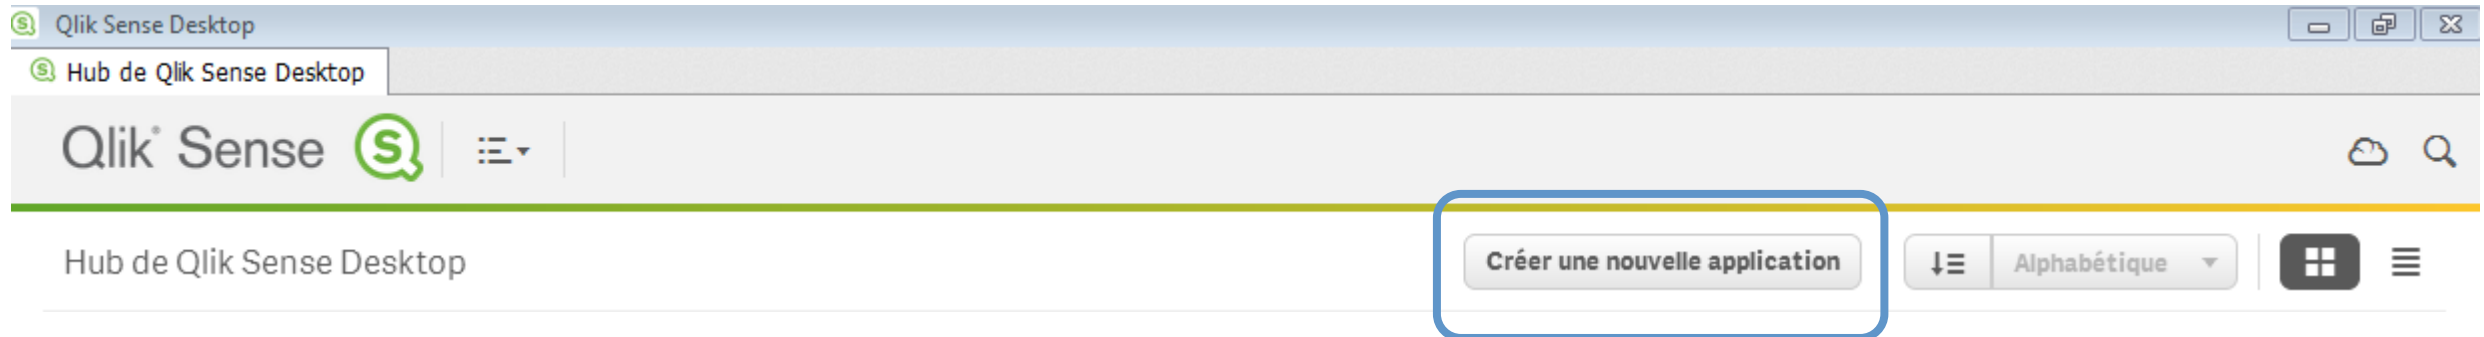 Qlik Sense Desktop
Hub de Qlik Sense Desktop
Qlik Sense
Hub de Qlik Sense Desktop
Créer une nouvelle application
Alphabétique